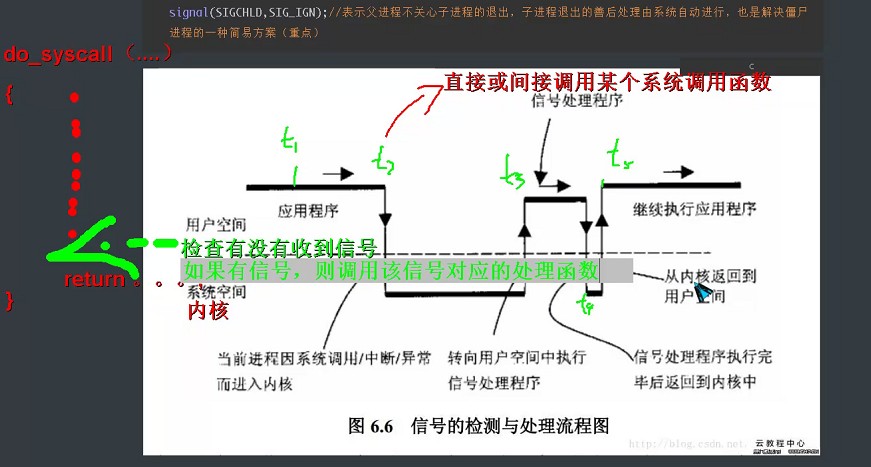 signal(SIGCHLD,SIG_IGN);//表示父进程不关心子进程的退出，子进程退出的善后处理由系统自动进行，也是解决僵尸
进程的一种简易方案（重点）
do_syscall（....）
{
c
直接或间接调用某个系统调用函数
信号处理程序
t1
t2
t3
t5
应用程序
继续执行应用程序
用户空间
检查有没有收到信号
如果有信号，则调用该信号对应的处理函数
return 。。。；
}
系统空间
内核
t4
从内核返回到
用户空间
当前进程因系统调用/中断/异常
而进入内核
转向用户空间中执行
信号处理程序
信号处理程序执行完
毕后返回到内核中
图 6.6 信号的检测与处理流程图
http://blog.csdn.net/
云教程中心